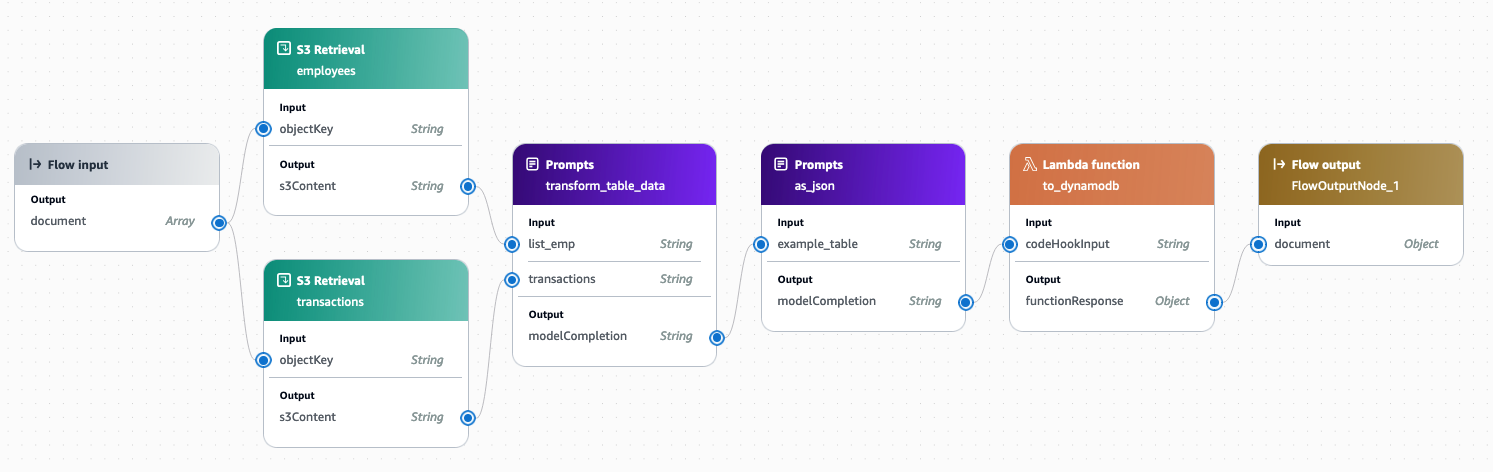 Flow input
Output
document Array
S3 Retrieval
employees
Input
objectKey String
Output
s3Content String
S3 Retrieval
transactions
Input
objectKey String
Output
s3Content String
Prompts
transform_table_data
Input
list_emp String
transactions String
Output
modelCompletion String
Prompts
as_json
Input
example_table String
Output
modelCompletion String
Lambda function
to_dynamodb
Input
codeHookInput String
Output
functionResponse Object
Flow output
FlowOutputNode_1
Input
document Object